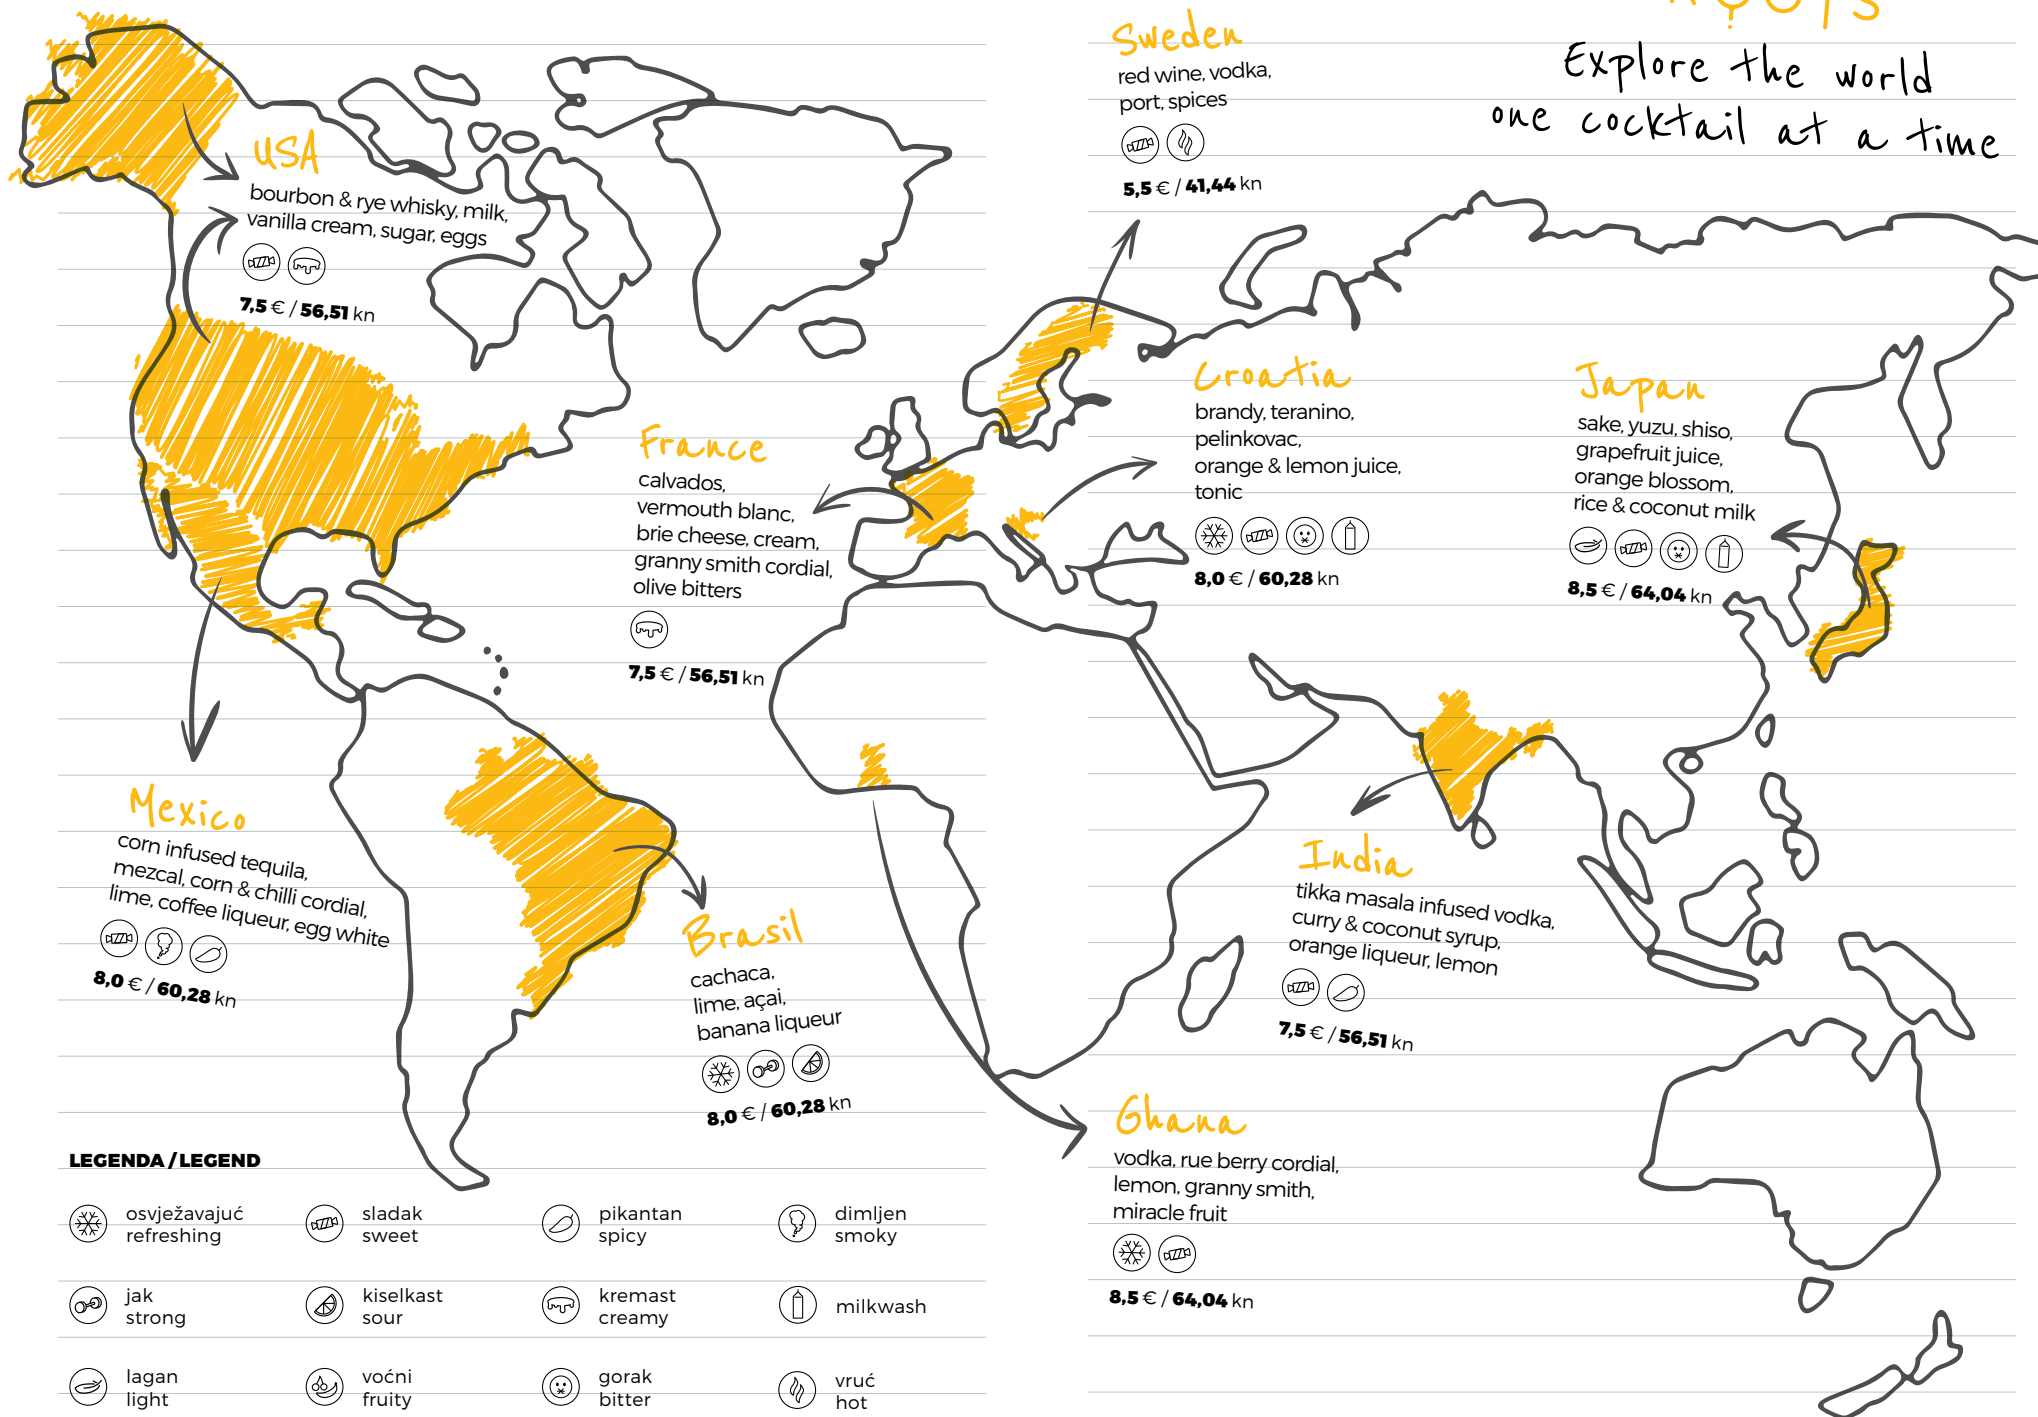 Explore the world
one cocktail at a time
USA
bourbon & rye whisky, milk,
vanilla cream, sugar, eggs
7,5 € / 56,51 kn
Sweden
red wine, vodka,
port, spices
5,5 € / 41,44 kn
France
calvados,
vermouth blanc,
brie cheese, cream,
granny smith cordial,
olive bitters
7,5 € / 56,51 kn
Croatia
brandy, teranino,
pelinkovac,
orange & lemon juice,
tonic
8,0 € / 60,28 kn
Japan
sake, yuzu, shiso,
grapefruit juice,
orange blossom,
rice & coconut milk
8,5 € / 64,04 kn
Mexico
corn infused tequila,
mezcal, corn & chilli cordial,
lime, coffee liqueur, egg white
8,0 € / 60,28 kn
Brasil
cachaca,
lime, açai,
banana liqueur
8,0 € / 60,28 kn
India
tikka masala infused vodka,
curry & coconut syrup,
orange liqueur, lemon
7,5 € / 56,51 kn
Ghana
vodka, rue berry cordial,
lemon, granny smith,
miracle fruit
8,5 € / 64,04 kn
LEGENDA / LEGEND
osvježavajuć
refreshing
sladak
sweet
pikantan
spicy
dimljen
smoky
jak
strong
kiselkast
sour
kremast
creamy
milkwash
lagan
light
voćni
fruity
gorak
bitter
vruć
hot